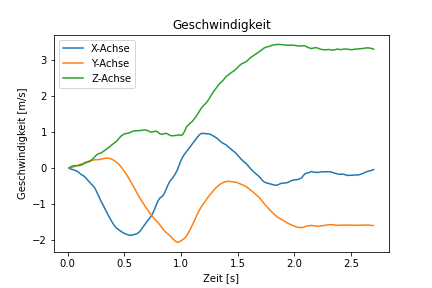 Geschwindigkeit
X-Achse
Y-Achse
Z-Achse
Geschwindigkeit [m/s]
3
2
1
0
−1
−2
0.0 0.5 1.0 1.5 2.0 2.5
Zeit [s]